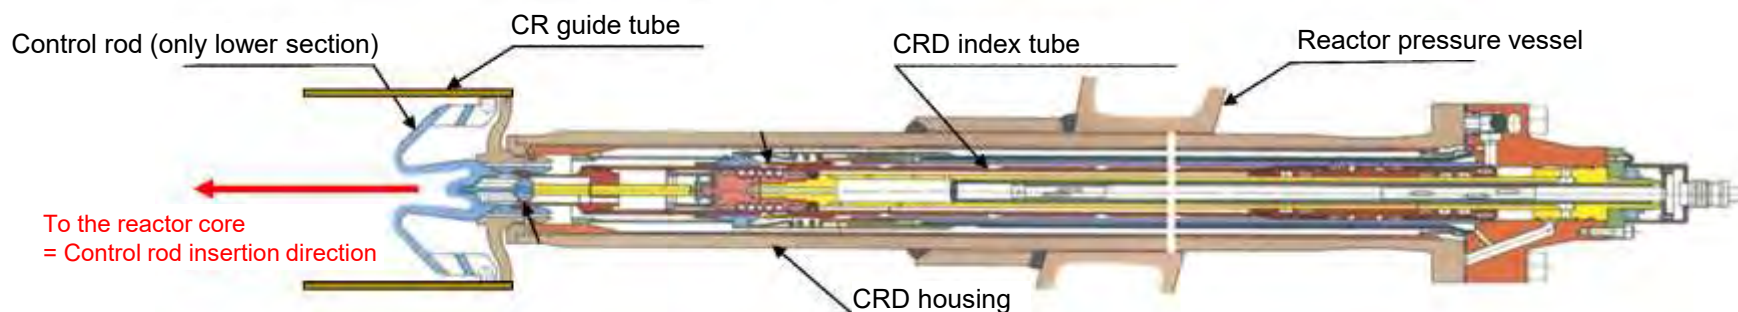 CR guide tube
Control rod (only lower section)
CRD index tube
Reactor pressure vessel
To the reactor core
= Control rod insertion direction
CRD housing